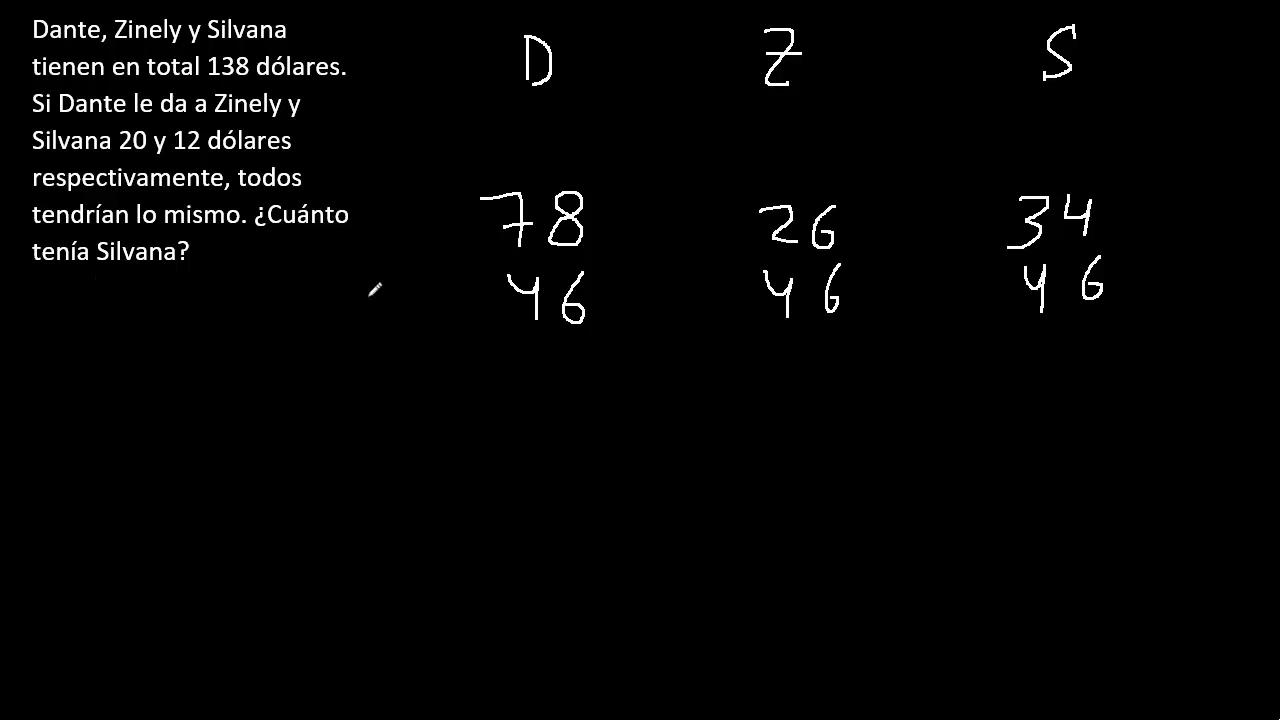 Dante, Zinely y Silvana
tienen en total 138 dólares.
Si Dante le da a Zinely y
Silvana 20 y 12 dólares
respectivamente, todos
tendrían lo mismo. ¿Cuánto
tenía Silvana?
D Z S
78 26 34
46 46 46